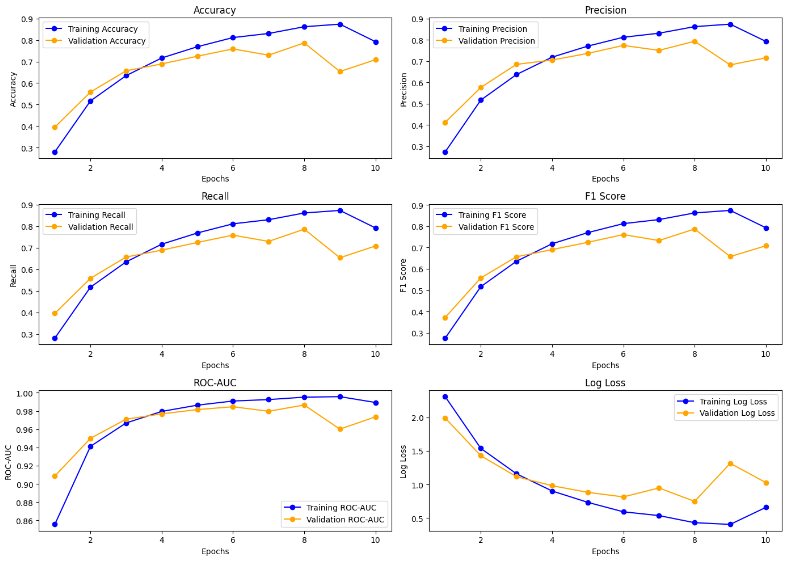 Accuracy
0.9
0.8
0.7
0.6
0.5
0.4
0.3
Accuracy
Training Accuracy
Validation Accuracy
2 4 6 8 10
Epochs
Precision
0.9
0.8
0.7
0.6
0.5
0.4
0.3
Precision
Training Precision
Validation Precision
2 4 6 8 10
Epochs
Recall
0.9
0.8
0.7
0.6
0.5
0.4
0.3
Recall
Training Recall
Validation Recall
2 4 6 8 10
Epochs
F1 Score
0.9
0.8
0.7
0.6
0.5
0.4
0.3
F1 Score
Training F1 Score
Validation F1 Score
2 4 6 8 10
Epochs
ROC-AUC
1.00
0.98
0.96
0.94
0.92
0.90
0.88
0.86
ROC-AUC
Training ROC-AUC
Validation ROC-AUC
2 4 6 8 10
Epochs
Log Loss
2.0
1.5
1.0
0.5
Log Loss
Training Log Loss
Validation Log Loss
2 4 6 8 10
Epochs